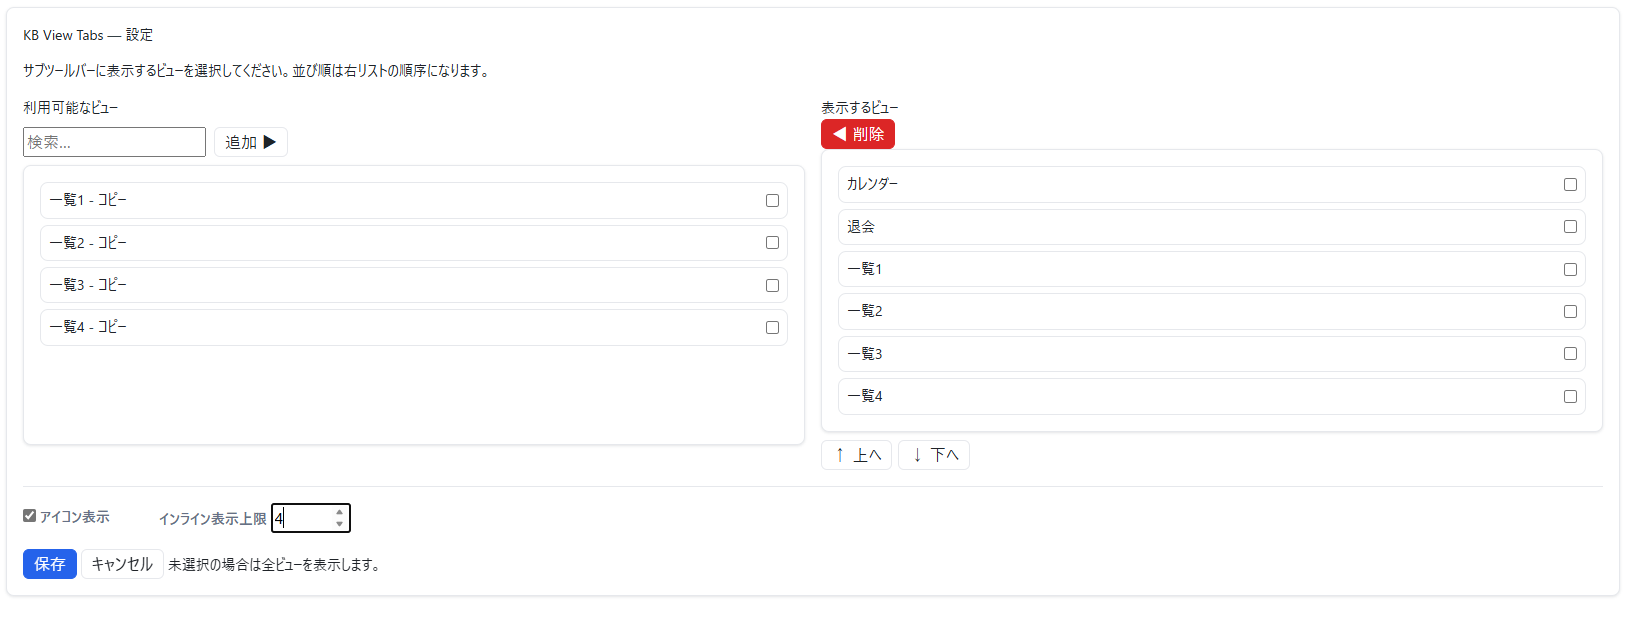 KB View Tabs — 設定
サブツールバーに表示するビューを選択してください。並び順は右リストの順序になります。
利用可能なビュー
検索...
追加 ▶
一覧1 - コピー
一覧2 - コピー
一覧3 - コピー
一覧4 - コピー
表示するビュー
◀ 削除
カレンダー
退会
一覧1
一覧2
一覧3
一覧4
↑ 上へ
↓ 下へ
アイコン表示
インライン表示上限 4
保存
キャンセル
未選択の場合は全ビューを表示します。